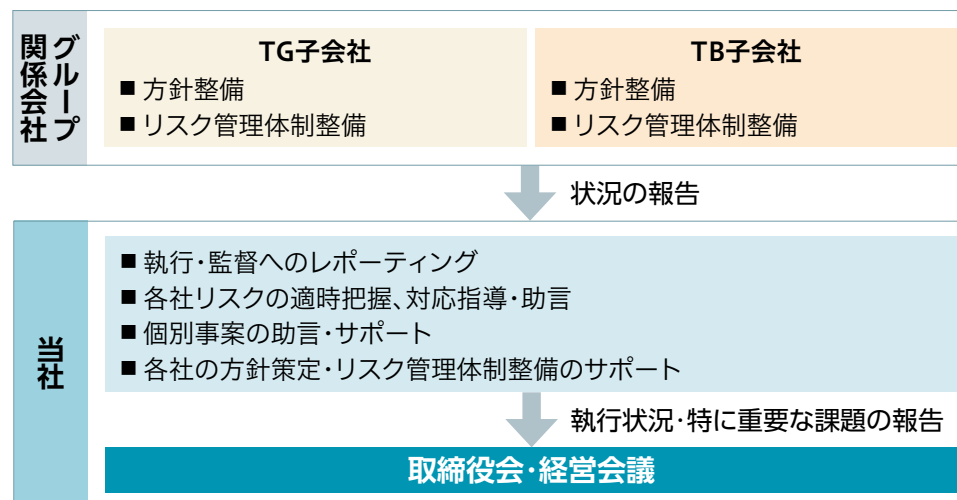 グループ
関係会社
TG子会社
■ 方針整備
■ リスク管理体制整備
TB子会社
■ 方針整備
■ リスク管理体制整備
状況の報告
当社
■ 執行・監督へのレポーティング
■ 各社リスクの適時把握、対応指導・助言
■ 個別事案の助言・サポート
■ 各社の方針策定・リスク管理体制整備のサポート
執行状況・特に重要な課題の報告
取締役会・経営会議